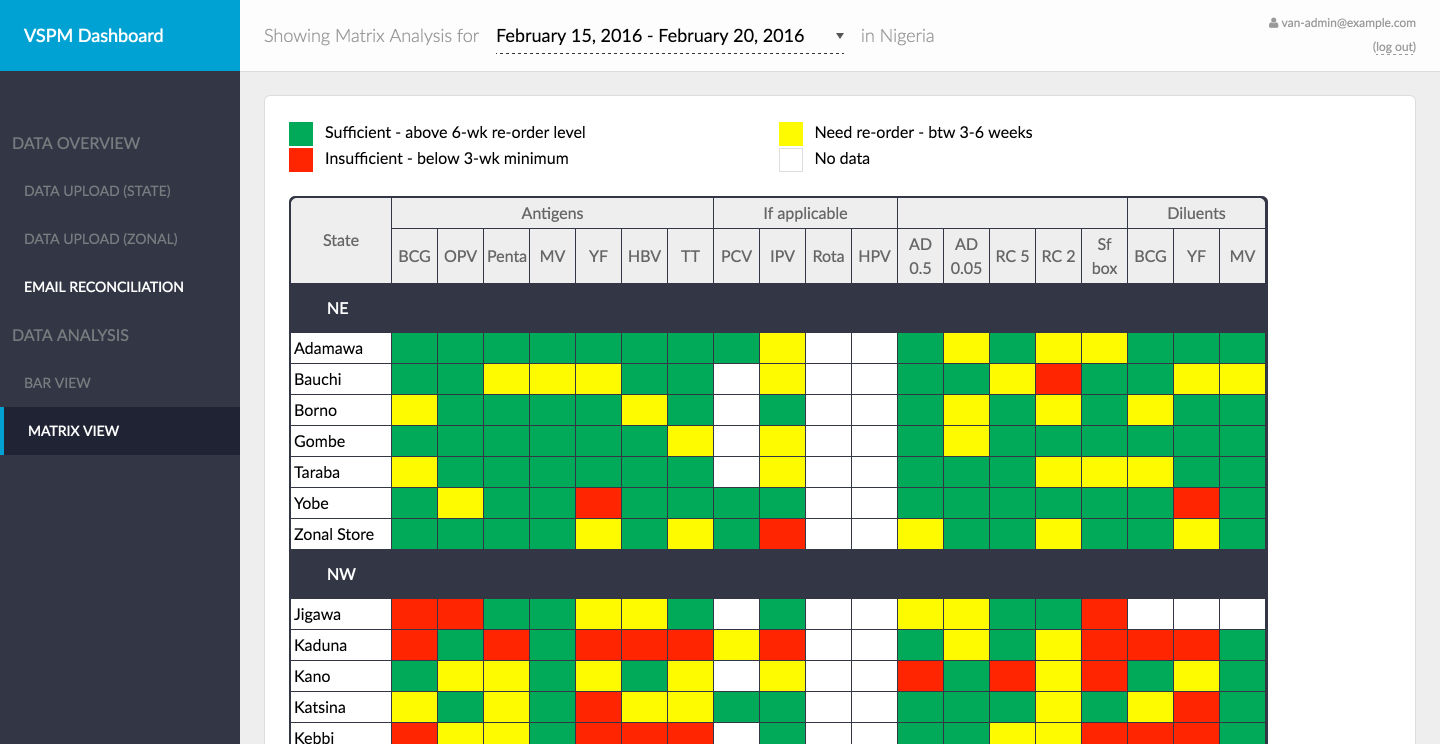 VSPM Dashboard
Showing Matrix Analysis for February 15, 2016 - February 20, 2016 in Nigeria
van-admin@example.com
(log out)
DATA OVERVIEW
DATA UPLOAD (STATE)
DATA UPLOAD (ZONAL)
EMAIL RECONCILIATION
DATA ANALYSIS
BAR VIEW
MATRIX VIEW
Sufficient - above 6-wk re-order level
Need re-order - btw 3-6 weeks
Insufficient - below 3-wk minimum
No data
State
Antigens
If applicable
Diluents
BCG OPV Penta MV YF HBV TT PCV IPV Rota HPV AD 0.5 AD 0.05 RC 5 RC 2 Sf box BCG YF MV
NE
Adamawa
Bauchi
Borno
Gombe
Taraba
Yobe
Zonal Store
NW
Jigawa
Kaduna
Kano
Katsina
Kebbi